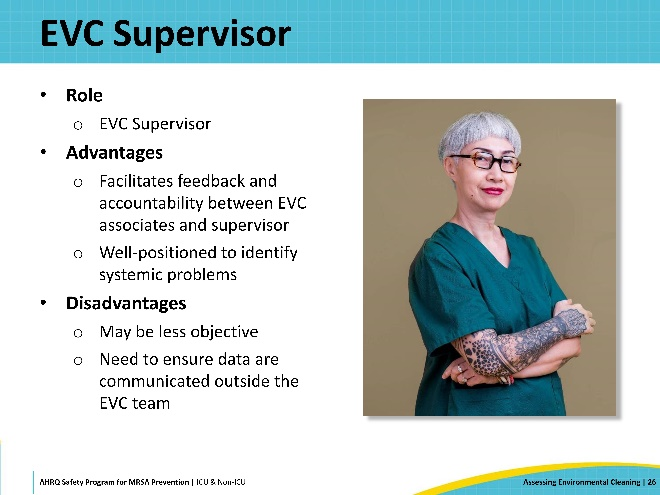 EVC Supervisor
• Role
o EVC Supervisor
• Advantages
o Facilitates feedback and
accountability between EVC
associates and supervisor
o Well-positioned to identify
systemic problems
• Disadvantages
o May be less objective
o Need to ensure data are
communicated outside the
EVC team
AHRQ Safety Program for MRSA Prevention | ICU & Non-ICU
Assessing Environmental Cleaning | 26